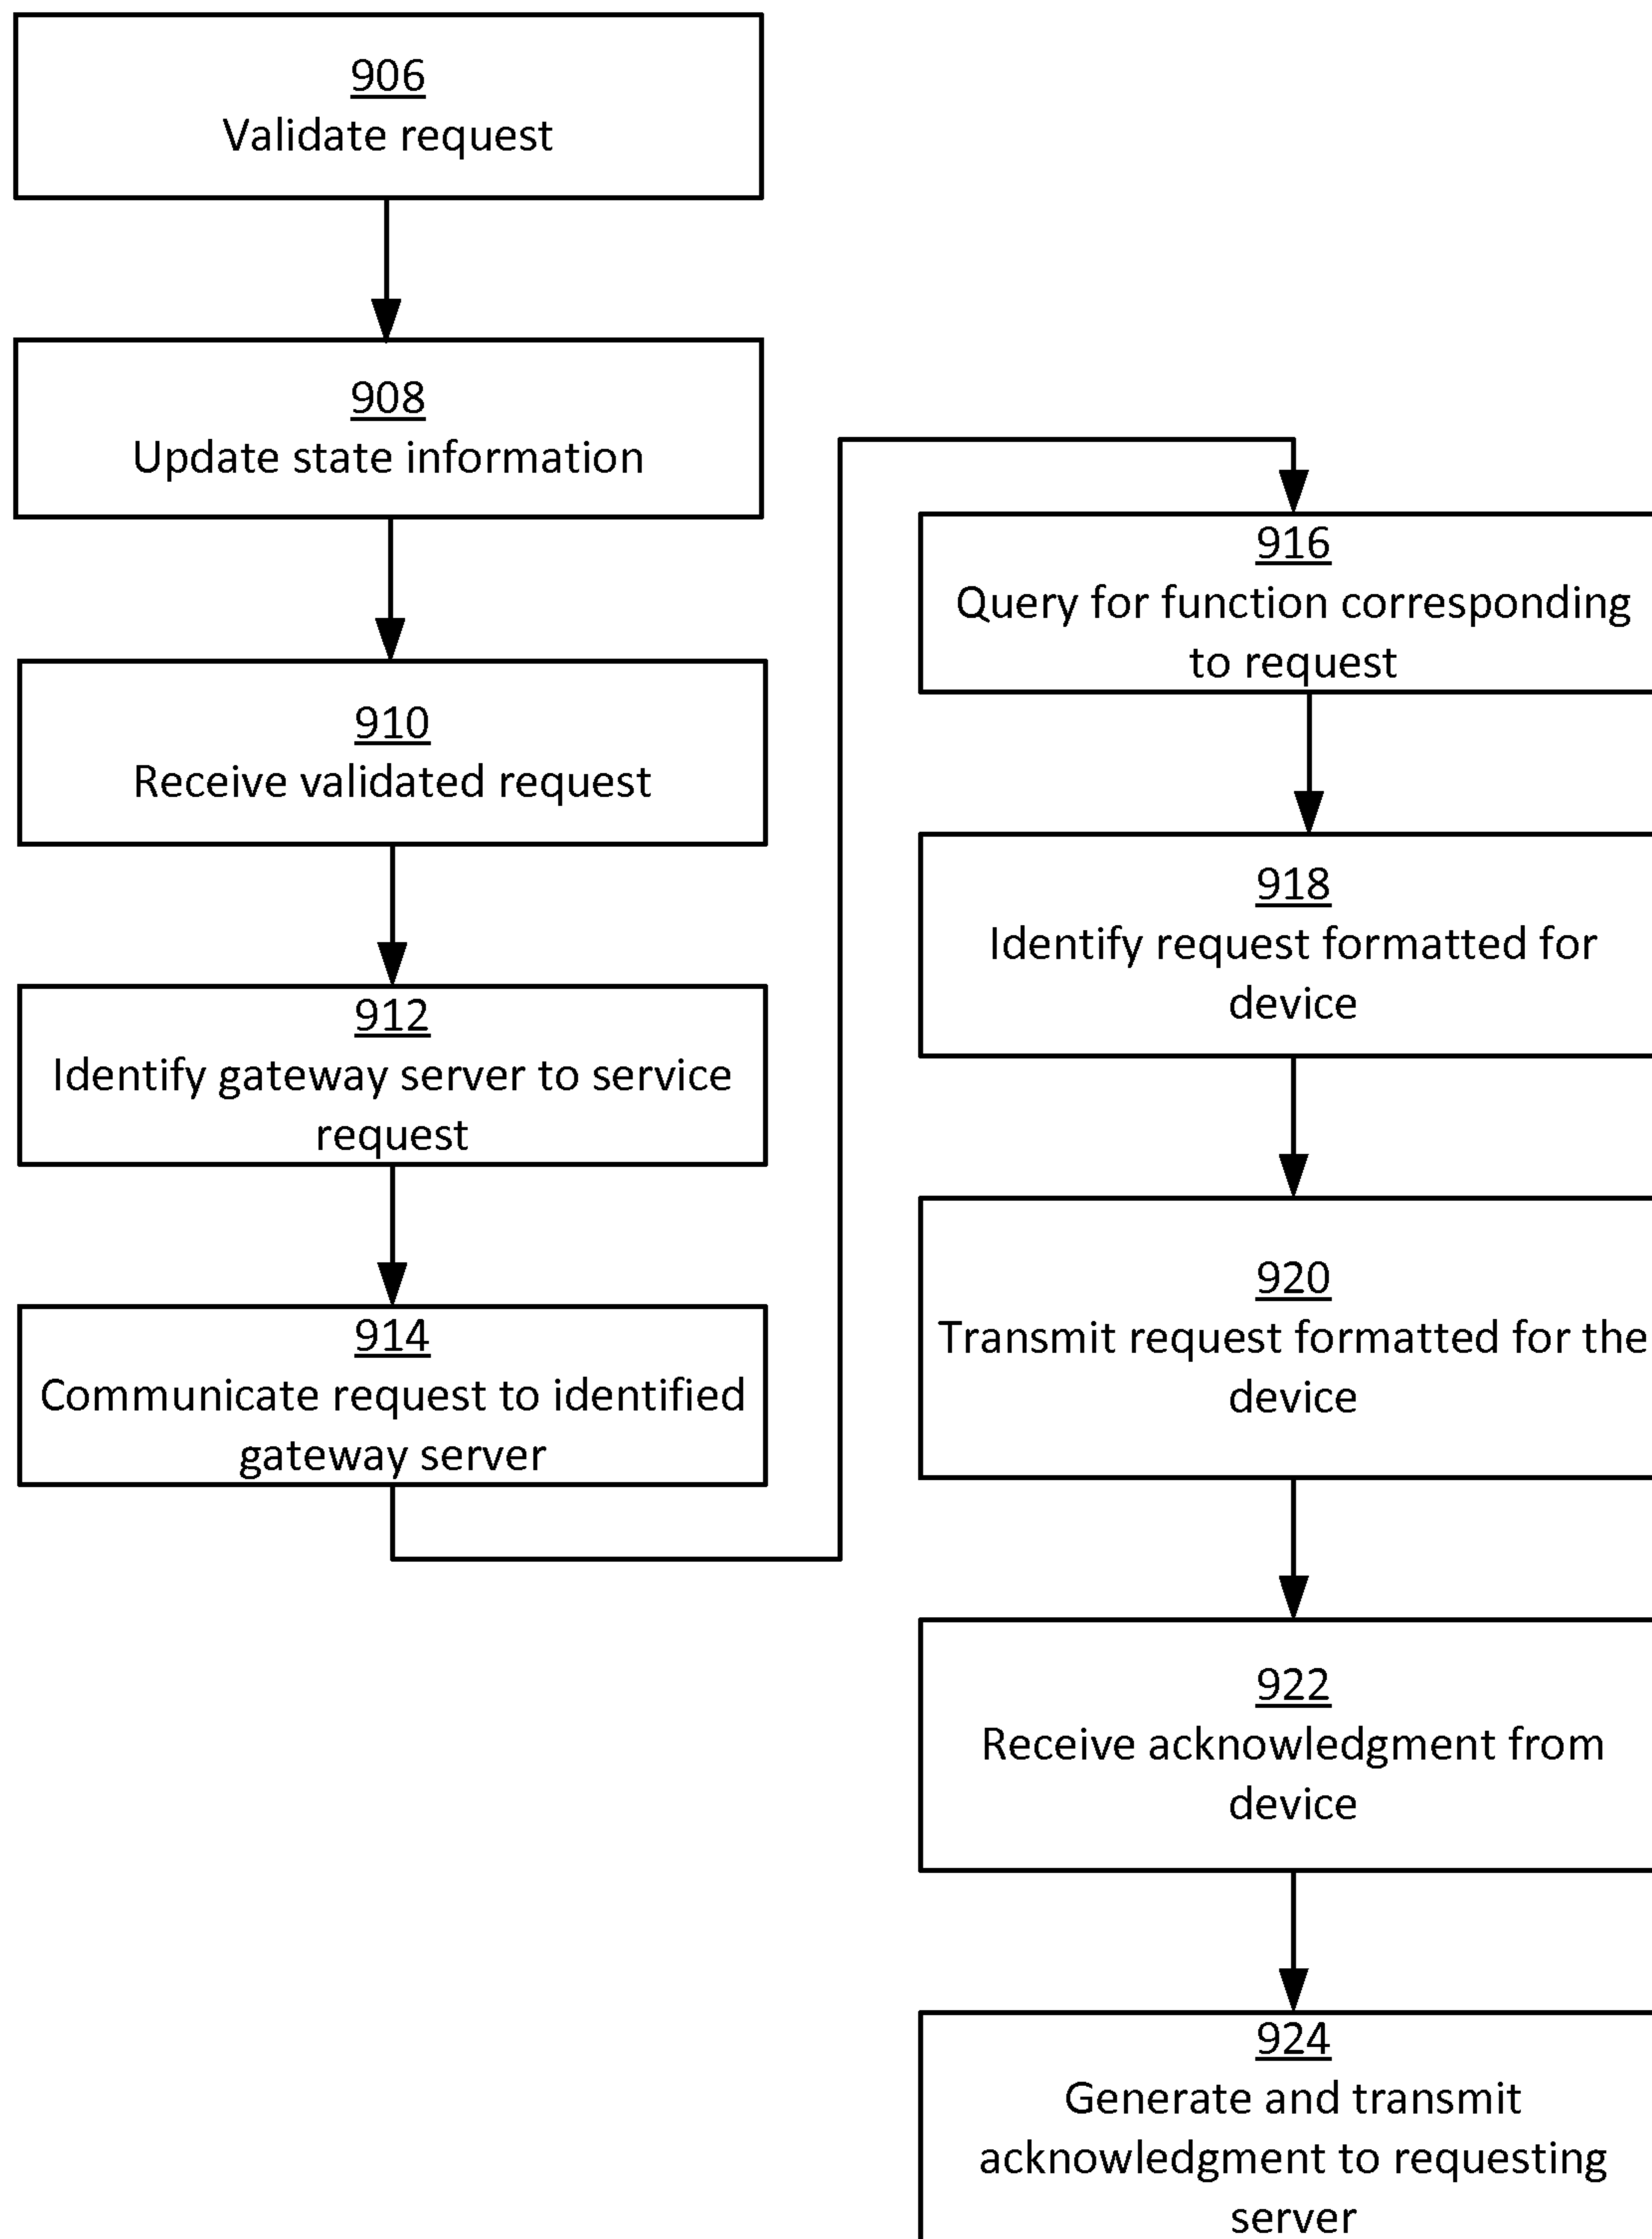 906
Validate request
908
Update state information
910
Receive validated request
912
Identify gateway server to service
request
914
Communicate request to identified
gateway server
916
Query for function corresponding
to request
918
Identify request formatted for
device
920
Transmit request formatted for the
device
922
Receive acknowledgment from
device
924
Generate and transmit
acknowledgment to requesting
server